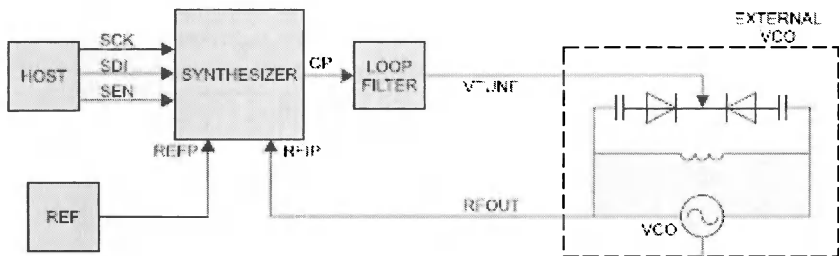 EXTERNAL
VCO
SCK
HOST
SDI
SEN
SYNTHESIZER
CP
LOOP
FILTER
VTUNE
REFP
RFIP
REF
RFOUT
VCO